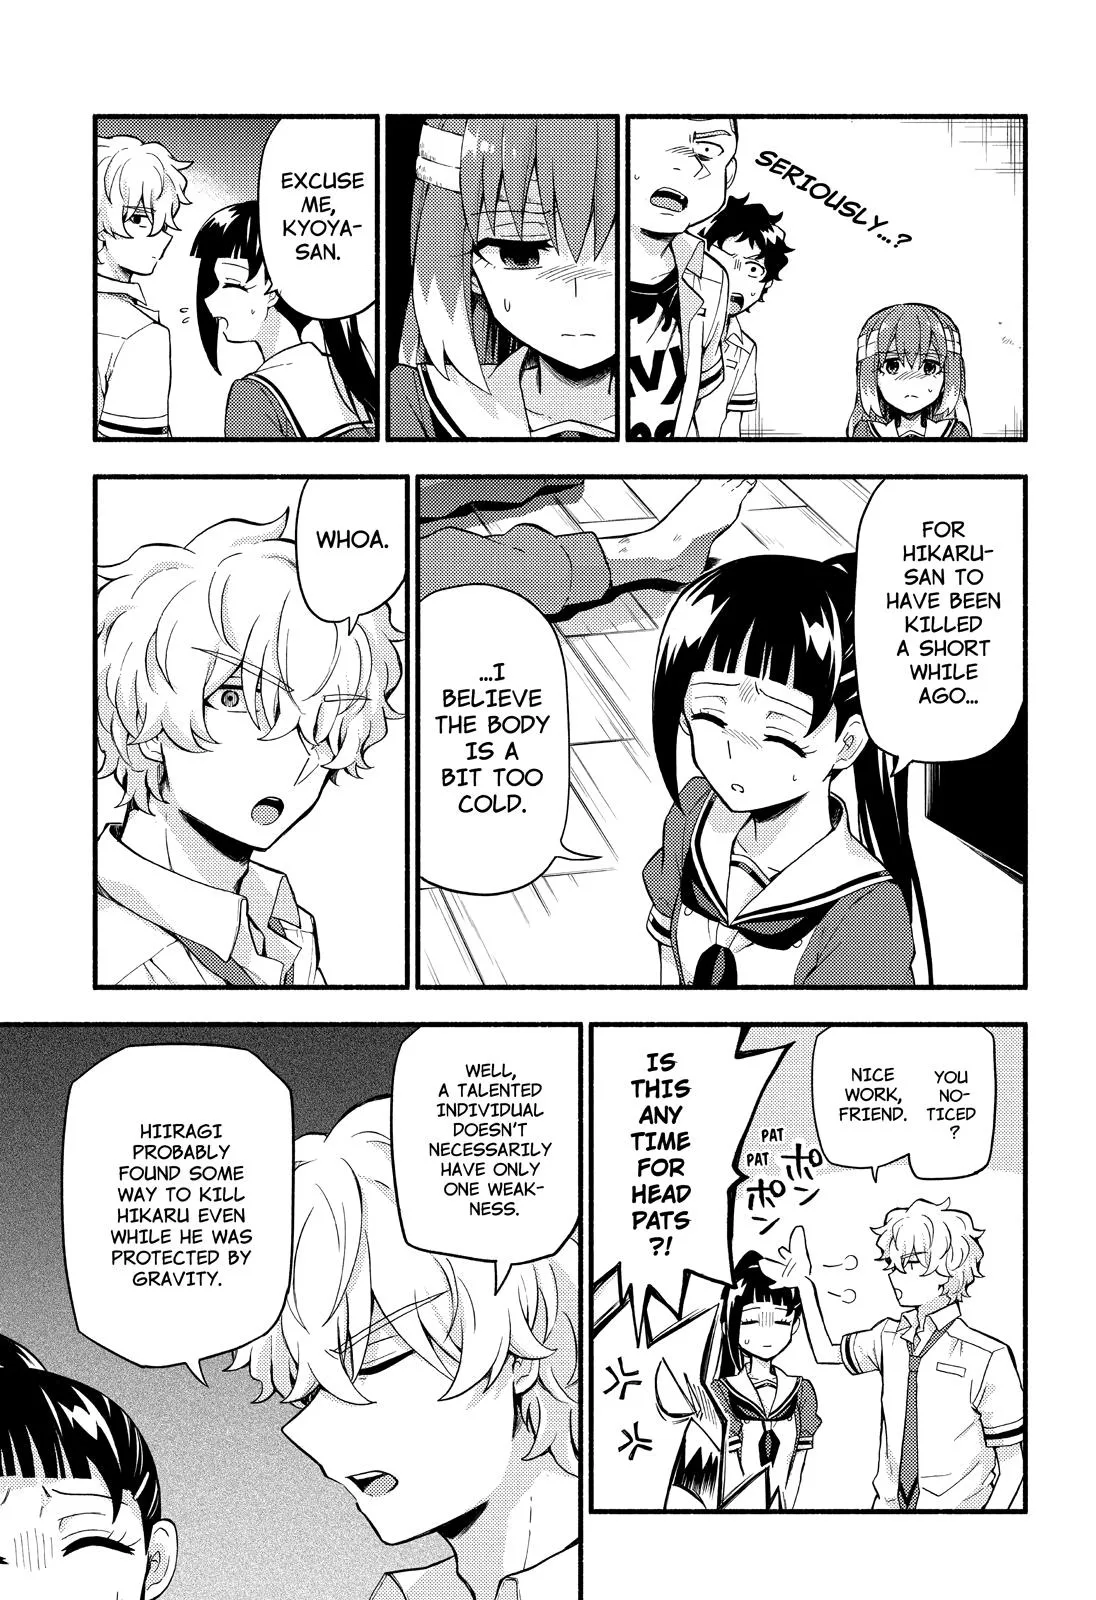 SERIOUSLY...?
EXCUSE
ME,
KYOYA-
SAN.
FOR
HIKARU-
SAN TO
HAVE BEEN
KILLED
A SHORT
WHILE
AGO...
...I
BELIEVE
THE BODY
IS A
BIT TOO
COLD.
WHOA.
YOU
NO-
TICED
?
NICE
WORK,
FRIEND.
PAT
PAT
ポン
ポン
IS
THIS
ANY
TIME
FOR
HEAD
PATS
?!
WELL,
A TALENTED
INDIVIDUAL
DOESN'T
NECESSARILY
HAVE ONLY
ONE WEAK-
NESS.
HIIRAGI
PROBABLY
FOUND SOME
WAY TO KILL
HIKARU EVEN
WHILE HE WAS
PROTECTED BY
GRAVITY.